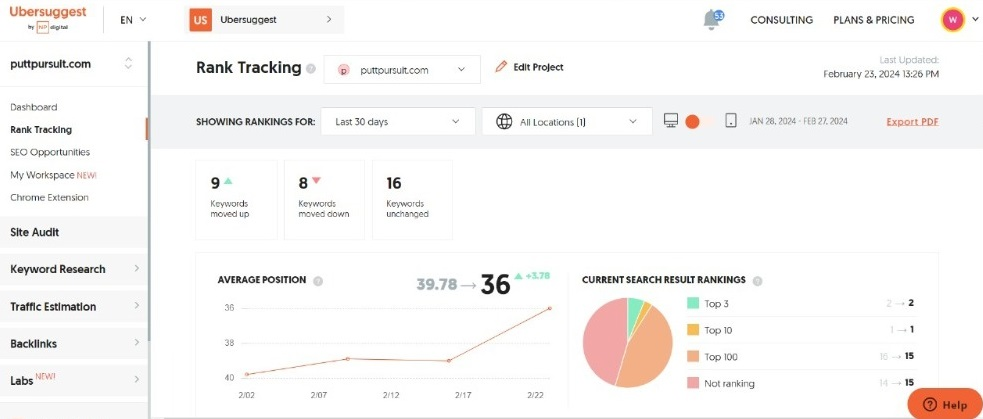 Ubersuggest
by NP digital
EN
US Ubersuggest
53
CONSULTING
PLANS & PRICING
W
puttpursult.com
Dashboard
Rank Tracking
SEO Opportunities
My Workspace NEW!
Chrome Extension
Site Audit
Keyword Research
Traffic Estimation
Backlinks
Labs NEW!
Rank Tracking
puttpursuit.com
Edit Project
Last Updated:
February 23, 2024 13:26 PM
SHOWING RANKINGS FOR:
Last 30 days
All Locations (1)
JAN 28, 2024 - FEB 27, 2024
Export PDF
9
Keywords
moved up
8
Keywords
moved down
16
Keywords
unchanged
AVERAGE POSITION
39.78 → 36 +3.78
36
38
40
2/02 2/07 2/12 2/17 2/22
CURRENT SEARCH RESULT RANKINGS
Top 3 2 → 2
Top 10 1 → 1
Top 100 16 → 15
Not ranking 14 → 15
Help